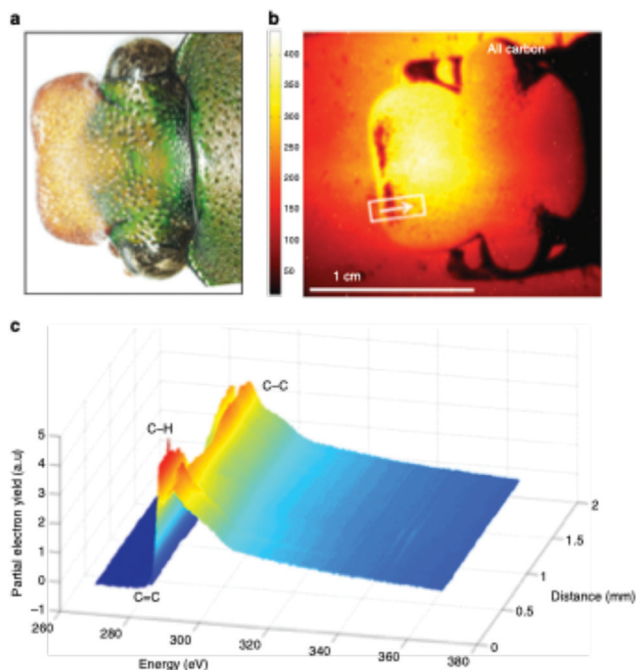 a
b
400
350
300
250
200
150
100
50
All carbon
1 cm
c
C–C
C–H
C=C
5
4
3
2
1
0
–1
Partial electron yield (a.u)
260
280
300
320
340
360
380
Energy (eV)
0
0.5
1
1.5
2
Distance (mm)